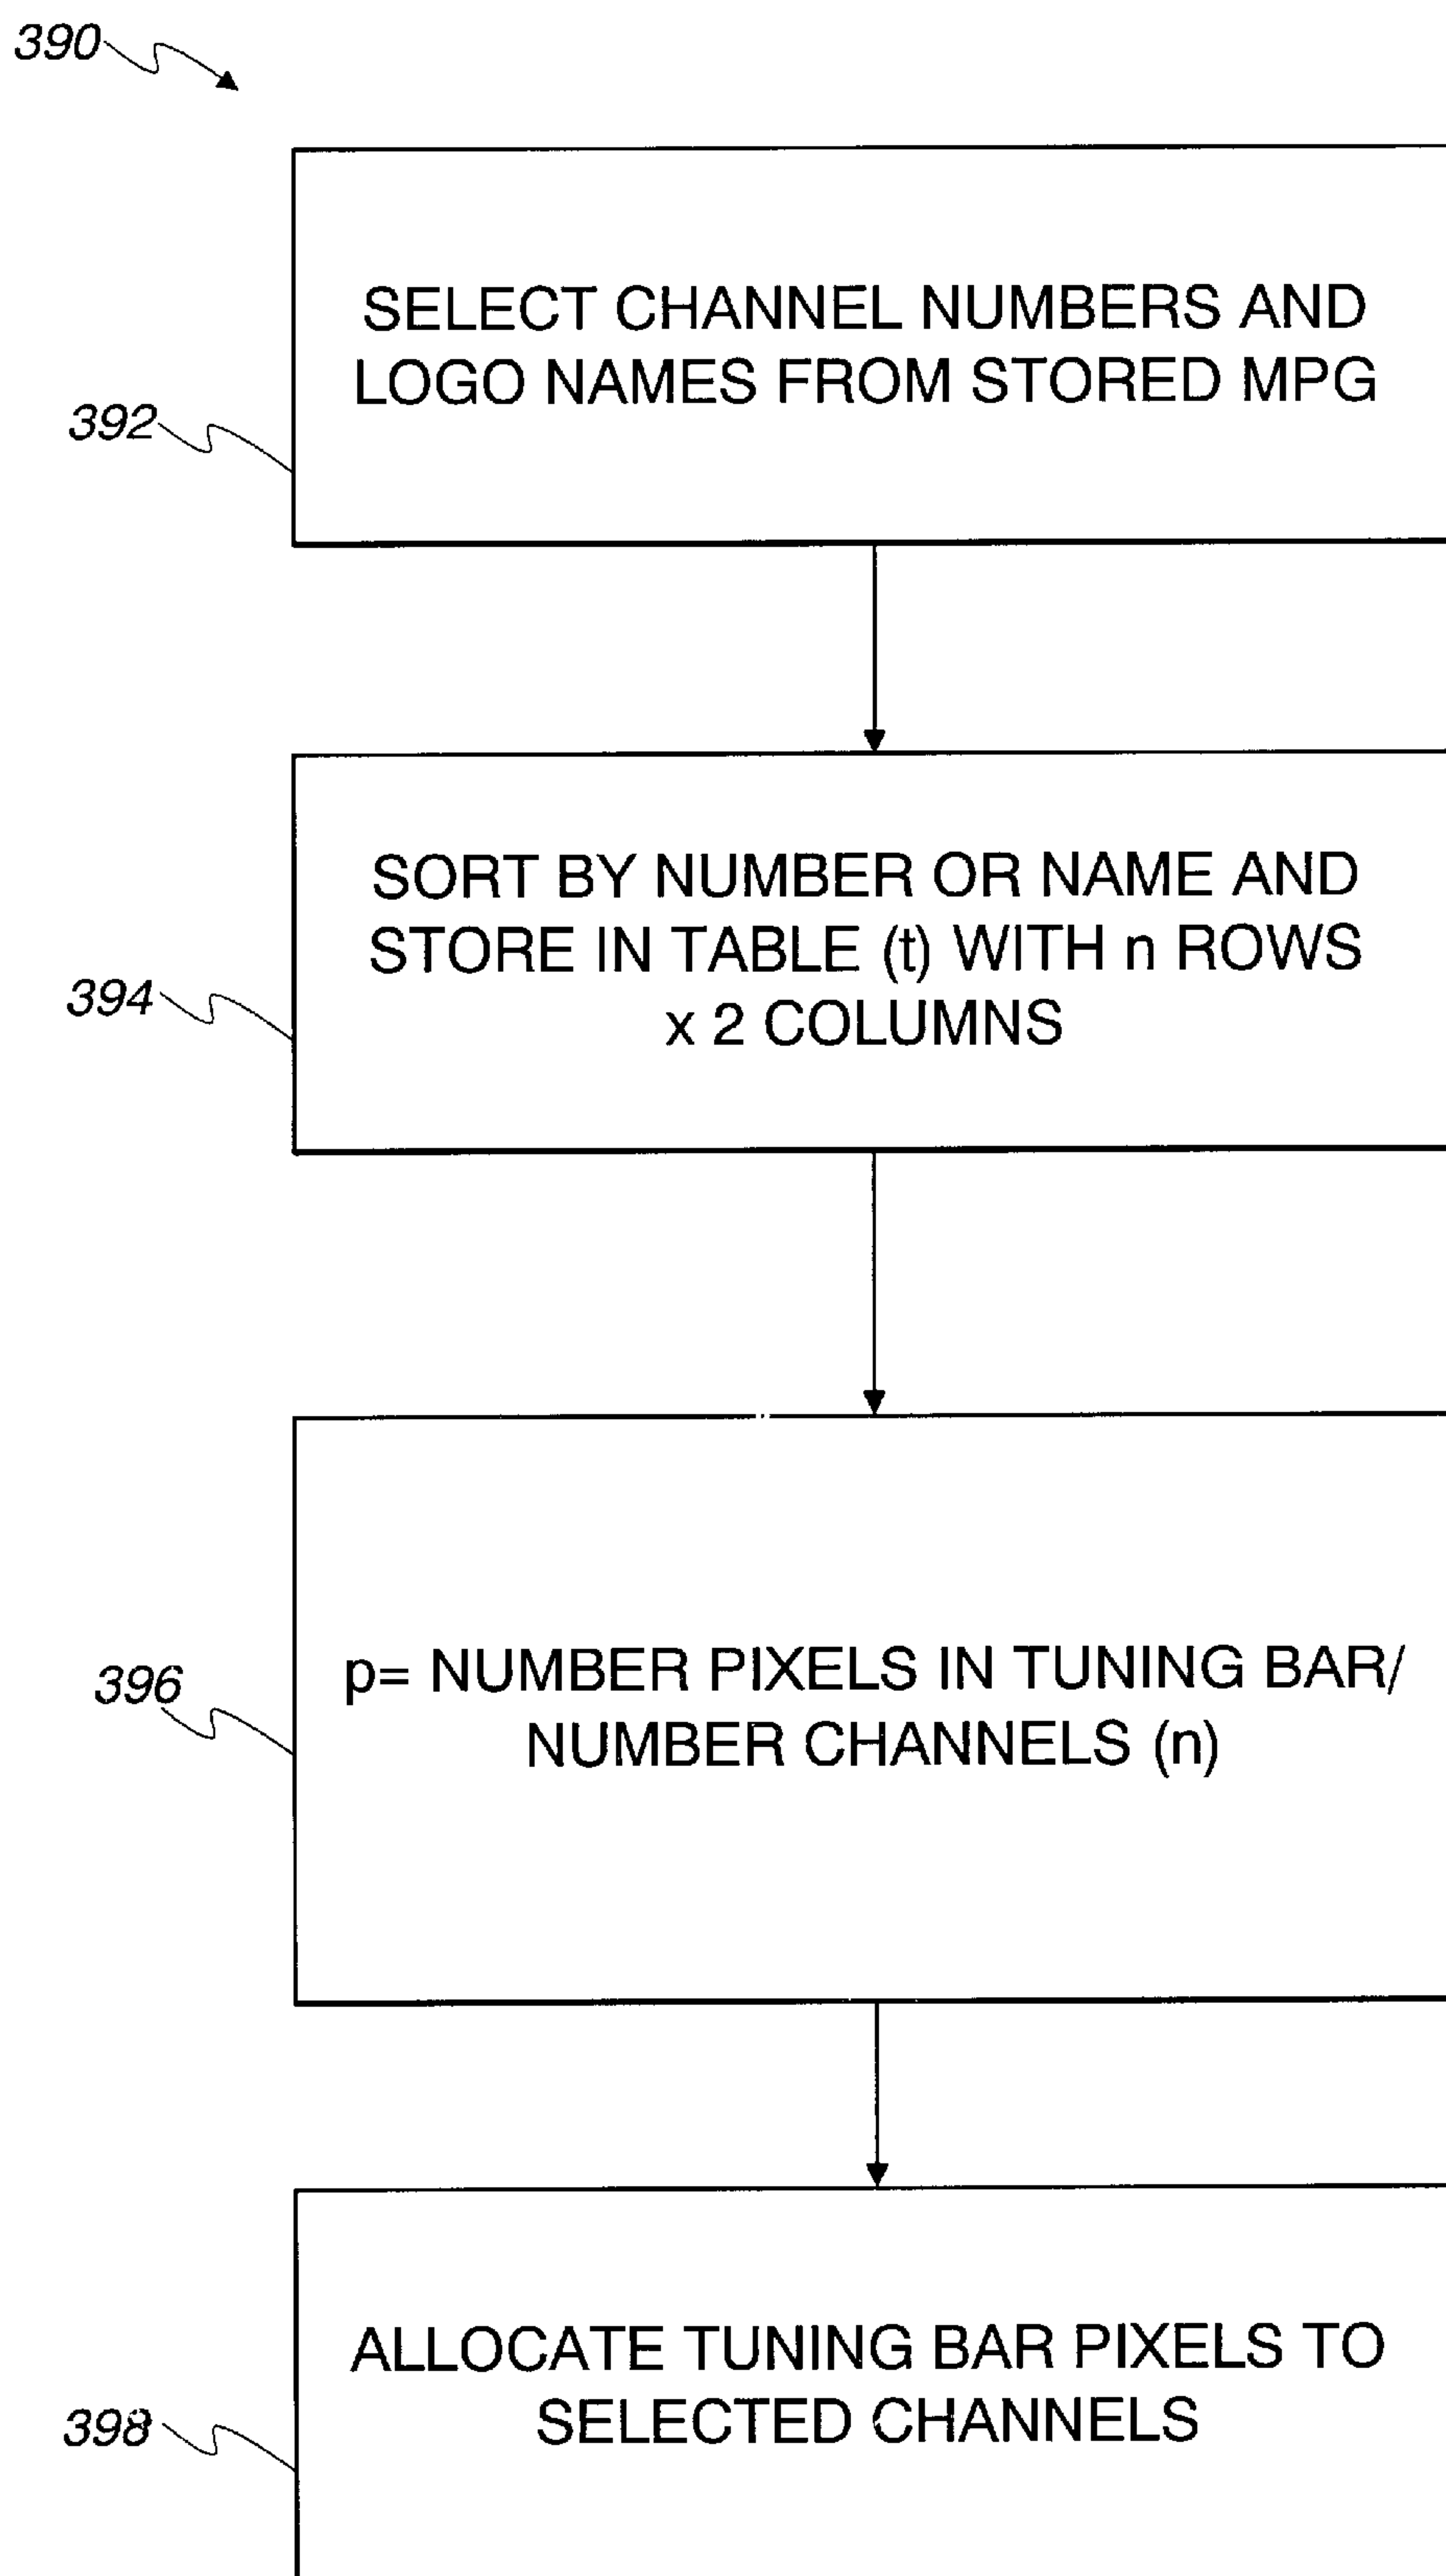 390
SELECT CHANNEL NUMBERS AND
LOGO NAMES FROM STORED MPG
392
SORT BY NUMBER OR NAME AND
STORE IN TABLE (t) WITH n ROWS
x 2 COLUMNS
394
p= NUMBER PIXELS IN TUNING BAR/
NUMBER CHANNELS (n)
396
ALLOCATE TUNING BAR PIXELS TO
SELECTED CHANNELS
398